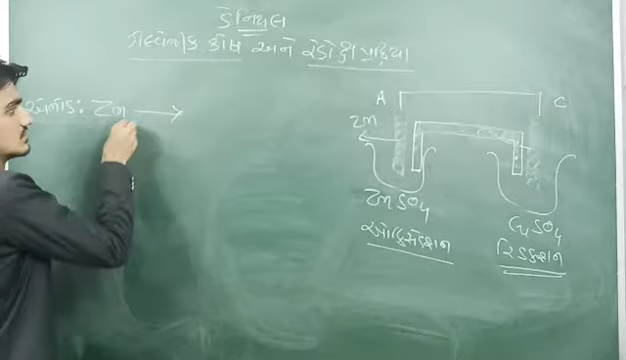 ડેનિયલ
ગેલ્વેનીક કોષ અને રેડોક્ષ પ્રક્રિયા
એનોડ: Zn →
A C
Zn
ZnSO4
CuSO4
ઓક્સિડેશન
રિડક્શન